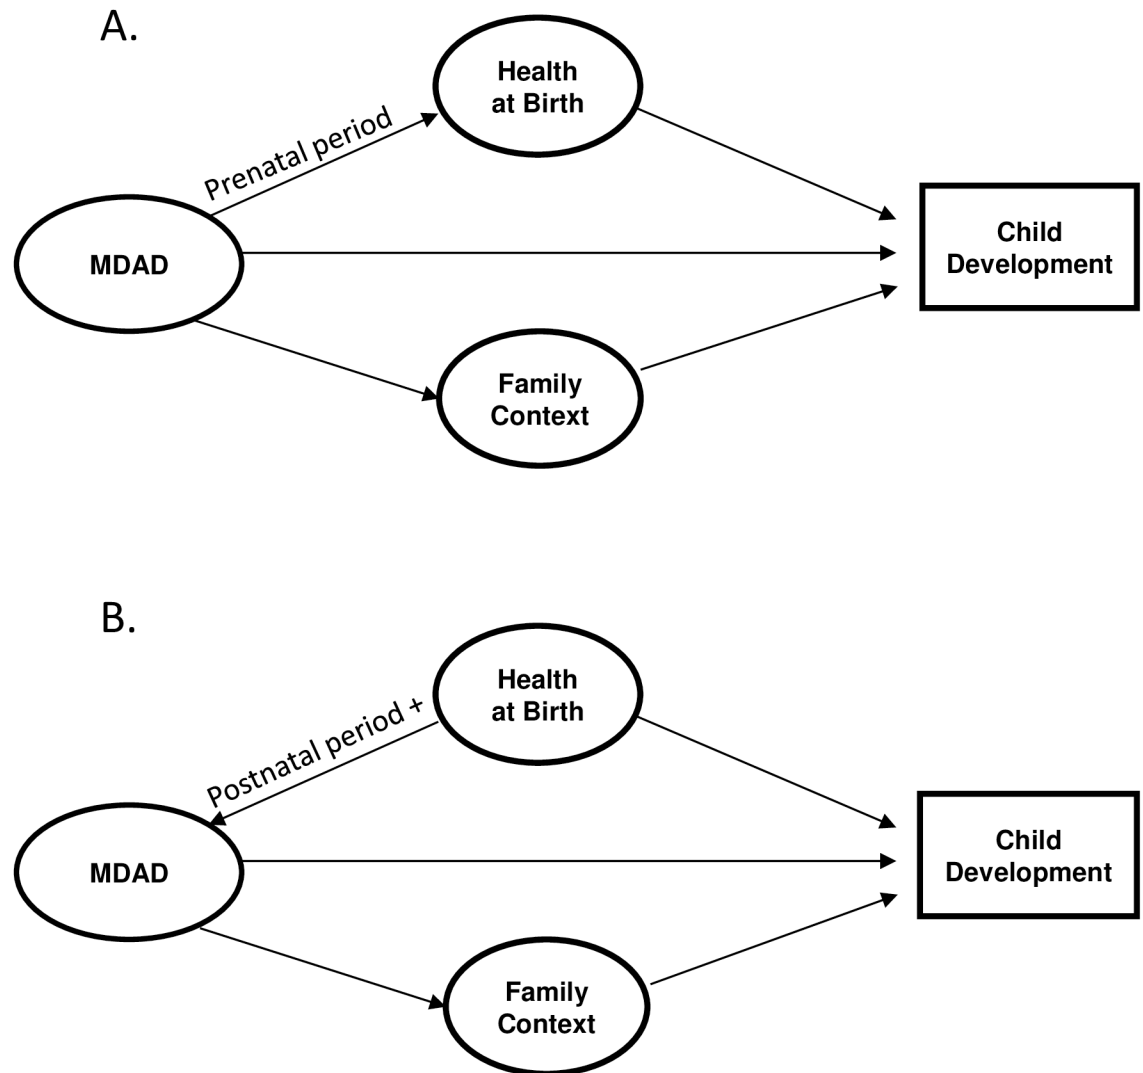 A.
Health
at Birth
Prenatal period
MDAD
Child
Development
Family
Context
B.
Health
at Birth
Postnatal period +
MDAD
Child
Development
Family
Context